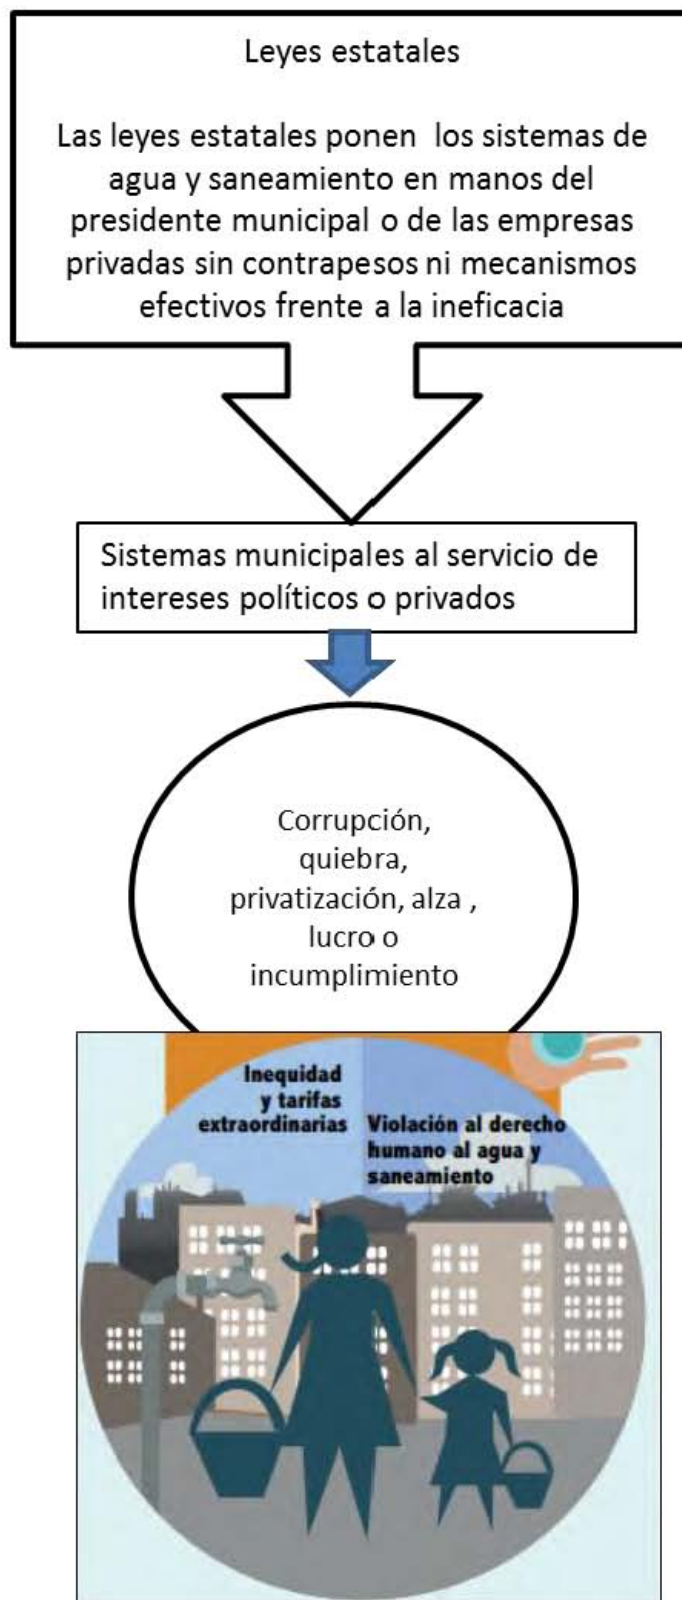 Leyes estatales
Las leyes estatales ponen los sistemas de
agua y saneamiento en manos del
presidente municipal o de las empresas
privadas sin contrapesos ni mecanismos
efectivos frente a la ineficacia
Sistemas municipales al servicio de
intereses políticos o privados
Corrupción,
quiebra,
privatización, alza ,
lucro o
incumplimiento
Inequidad
y tarifas
extraordinarias
Violación al derecho
humano al agua y
saneamiento